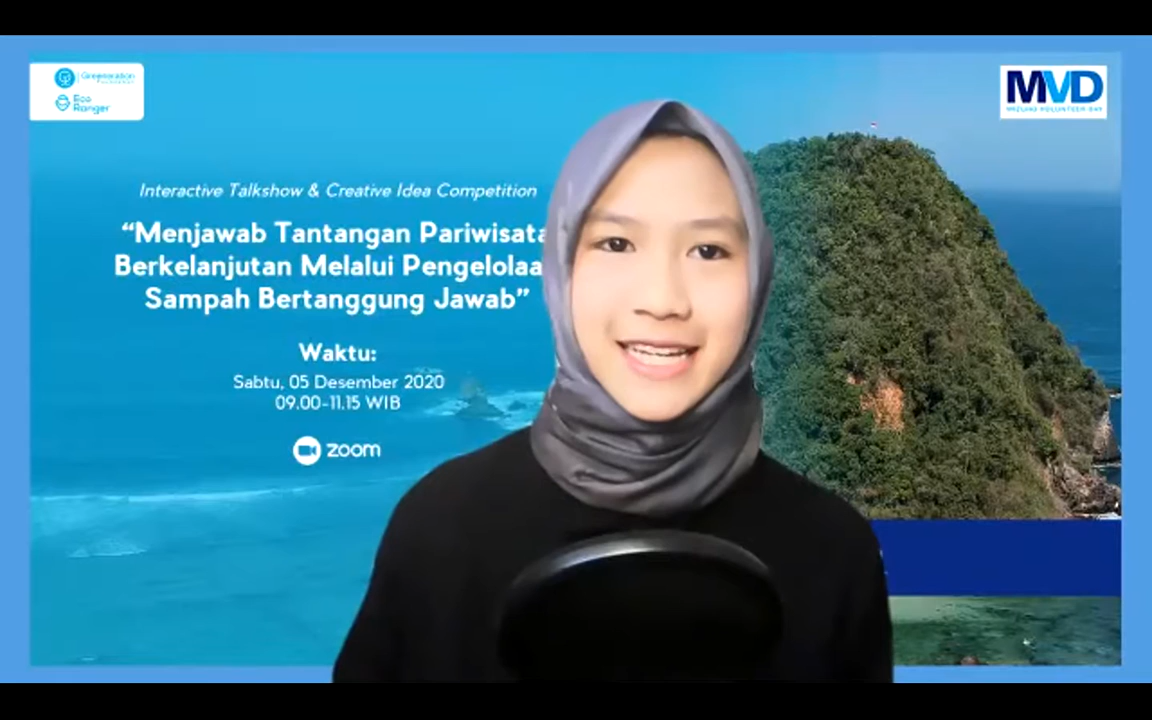 Greeneration
Eco
Ranger
MVD
Interactive Talkshow & Creative Idea Competition
“Menjawab Tantangan Pariwisata
Berkelanjutan Melalui Pengelolaa
Sampah Bertanggung Jawab”
Waktu:
Sabtu, 05 Desember 2020
09.00-11.15 WIB
zoom